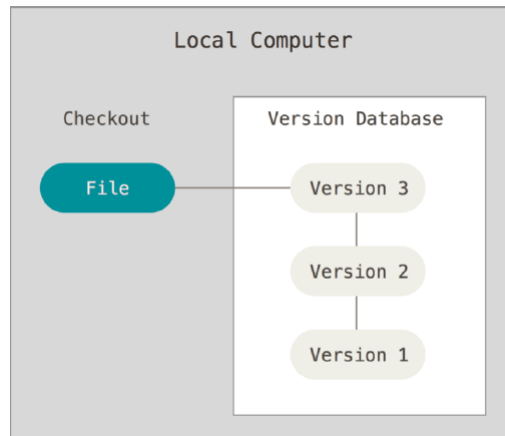 Local Computer
Checkout
Version Database
File
Version 3
Version 2
Version 1